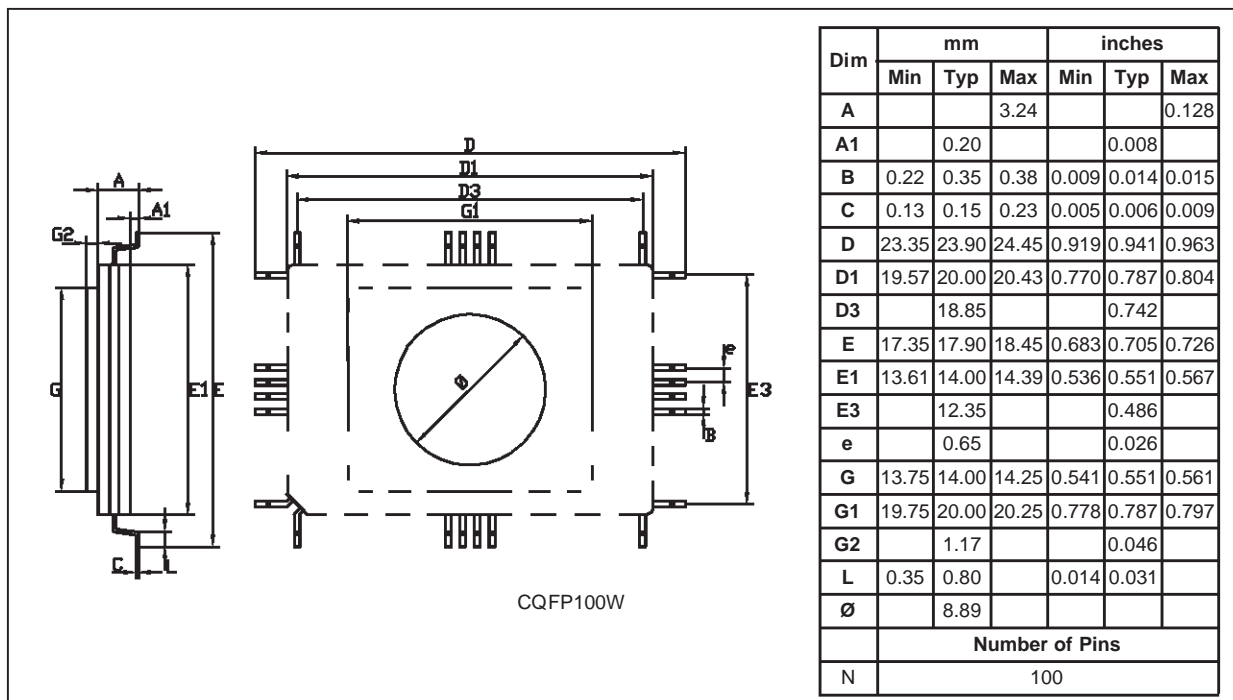 D
D1
D3
G1
A
A1
G2
G
E1 E
e
Ø
E3
B
C
L
CQFP100W
Dim mm inches
Min Typ Max Min Typ Max
A 3.24 0.128
A1 0.20 0.008
B 0.22 0.35 0.38 0.009 0.014 0.015
C 0.13 0.15 0.23 0.005 0.006 0.009
D 23.35 23.90 24.45 0.919 0.941 0.963
D1 19.57 20.00 20.43 0.770 0.787 0.804
D3 18.85 0.742
E 17.35 17.90 18.45 0.683 0.705 0.726
E1 13.61 14.00 14.39 0.536 0.551 0.567
E3 12.35 0.486
e 0.65 0.026
G 13.75 14.00 14.25 0.541 0.551 0.561
G1 19.75 20.00 20.25 0.778 0.787 0.797
G2 1.17 0.046
L 0.35 0.80 0.014 0.031
Ø 8.89
Number of Pins
N 100